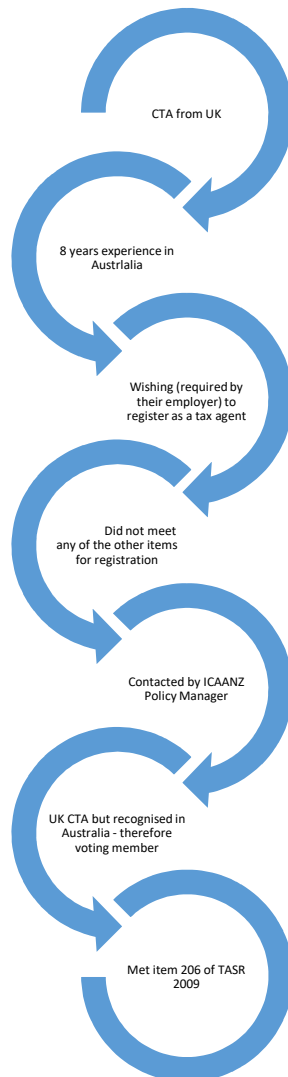 CTA from UK
8 years experience in
Austrlalia
Wishing (required by
their employer) to
register as a tax agent
Did not meet
any of the other items
for registration
Contacted by ICAANZ
Policy Manager
UK CTA but recognised in
Australia - therefore
voting member
Met item 206 of TASR
2009